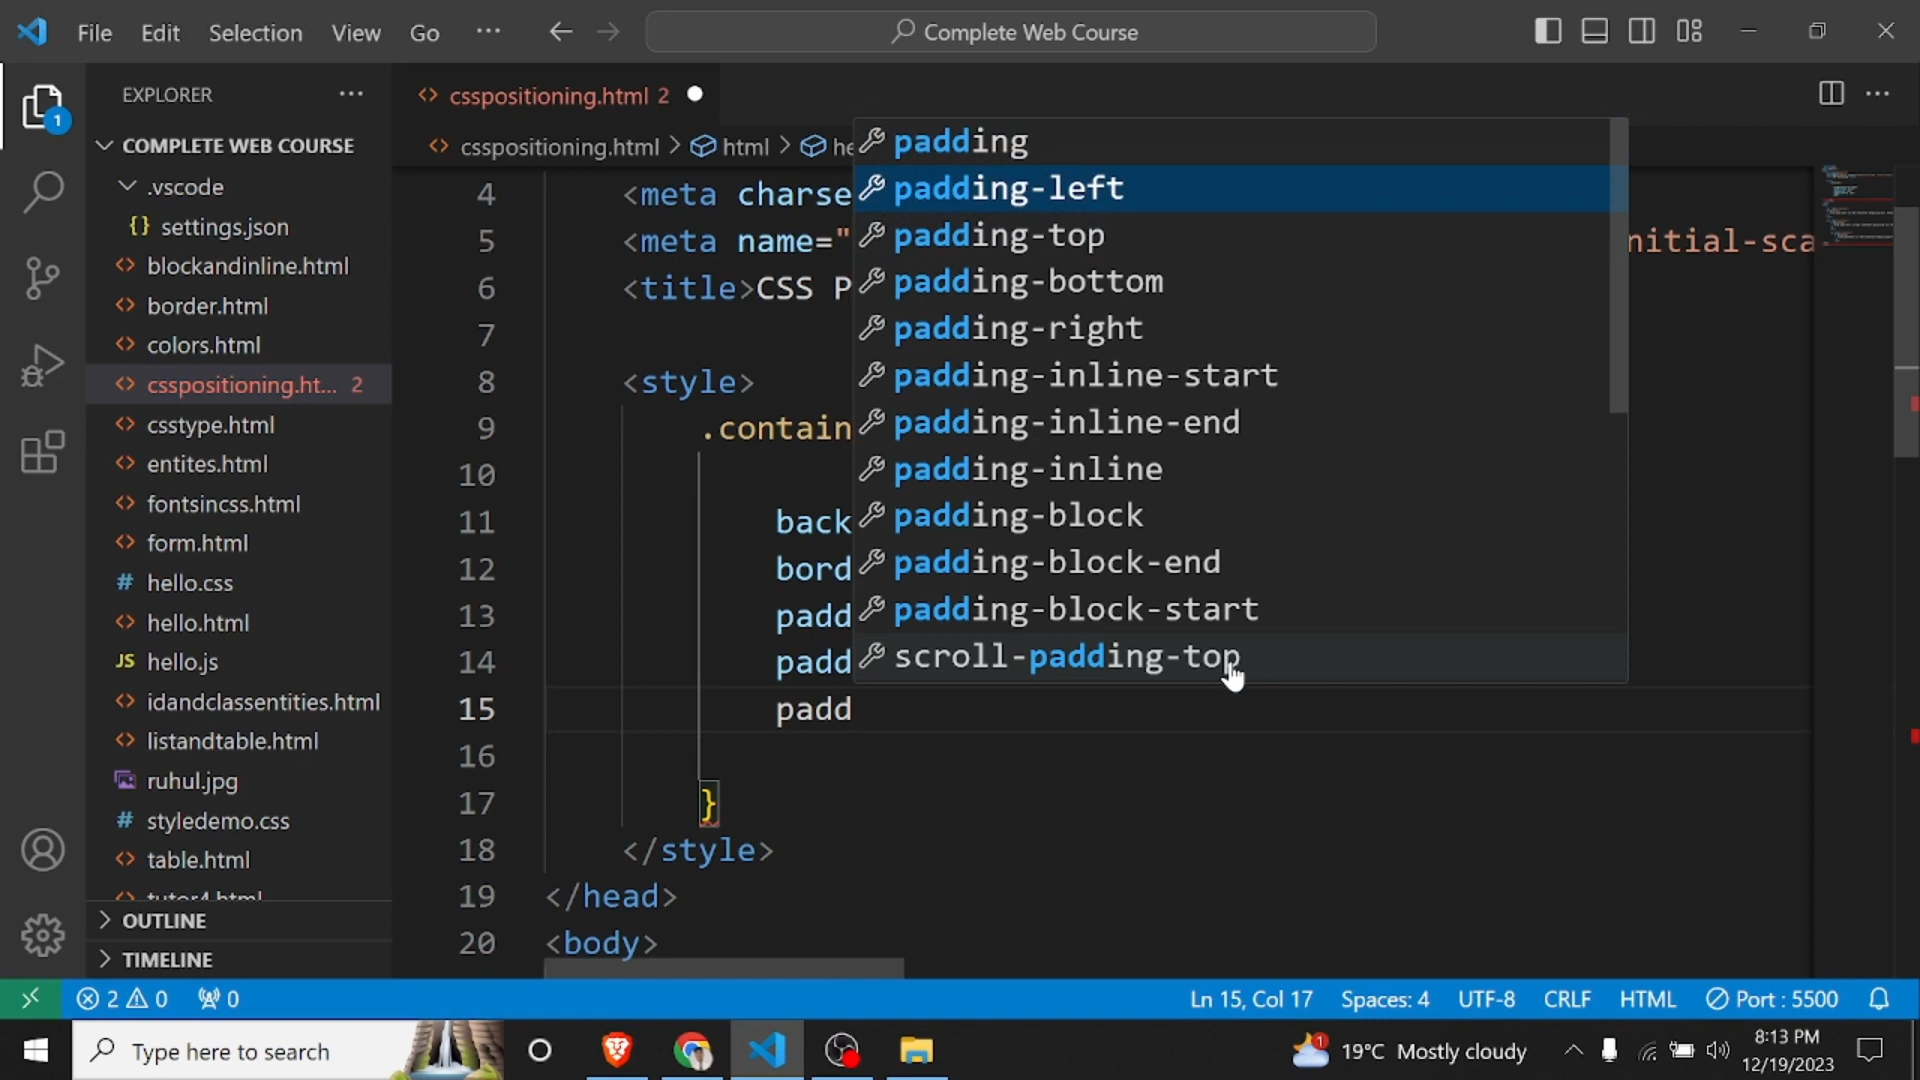 File Edit Selection View Go ··· Complete Web Course
EXPLORER ···
1
COMPLETE WEB COURSE
.vscode
{} settings.json
<> blockandinline.html
<> border.html
<> colors.html
<> csspositioning.ht... 2
<> csstype.html
<> entites.html
<> fontsincss.html
<> form.html
# hello.css
<> hello.html
JS hello.js
<> idandclassentities.html
<> listandtable.html
ruhul.jpg
# styledemo.css
<> table.html
OUTLINE
TIMELINE
<> csspositioning.html 2
<> csspositioning.html > html > he
4 <meta charse
5 <meta name=" nitial-sca
6 <title>CSS P
7
8 <style>
9 .contain
10
11 back
12 bord
13 padd
14 padd
15 padd
16
17 }
18 </style>
19 </head>
20 <body>
padding
padding-left
padding-top
padding-bottom
padding-right
padding-inline-start
padding-inline-end
padding-inline
padding-block
padding-block-end
padding-block-start
scroll-padding-top
2 0 0 Ln 15, Col 17 Spaces: 4 UTF-8 CRLF HTML Port : 5500
Type here to search 1 19°C Mostly cloudy 8:13 PM
12/19/2023